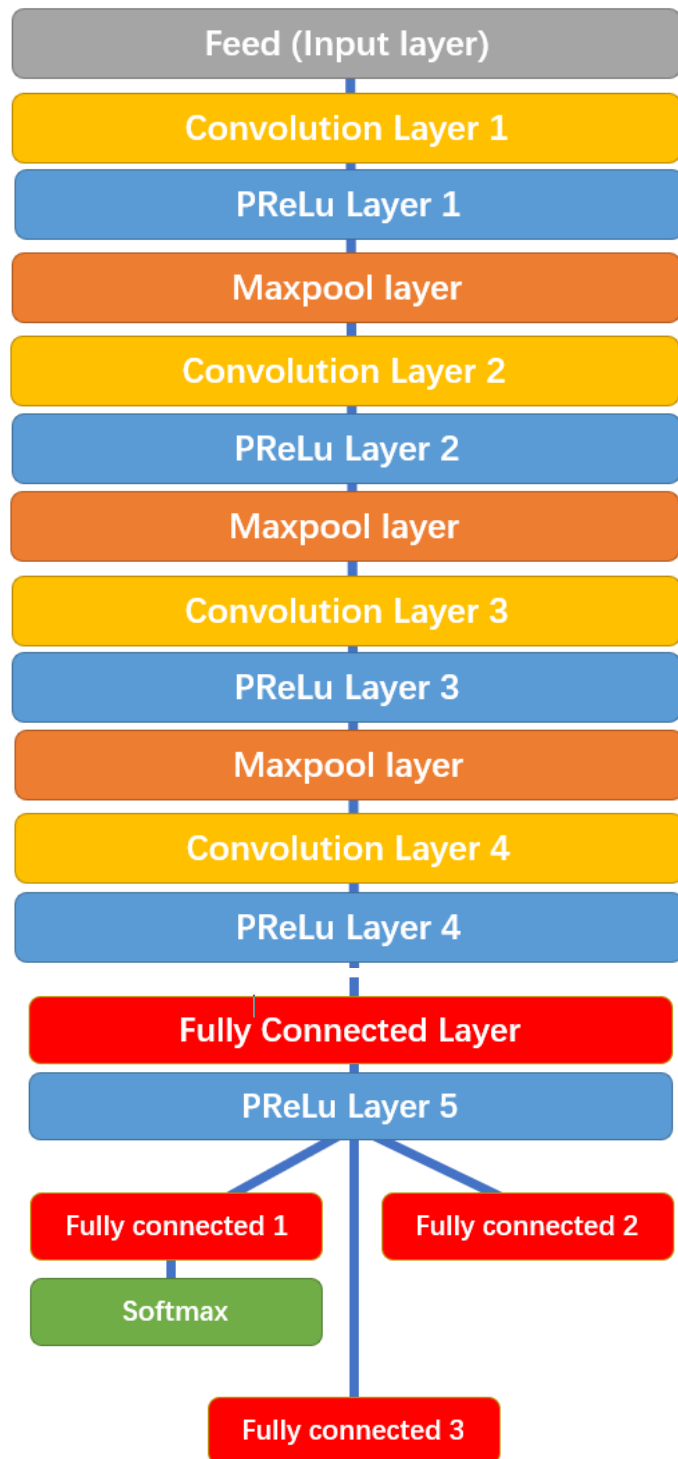 Feed (Input layer)
Convolution Layer 1
PReLu Layer 1
Maxpool layer
Convolution Layer 2
PReLu Layer 2
Maxpool layer
Convolution Layer 3
PReLu Layer 3
Maxpool layer
Convolution Layer 4
PReLu Layer 4
Fully Connected Layer
PReLu Layer 5
Fully connected 1
Fully connected 2
Softmax
Fully connected 3